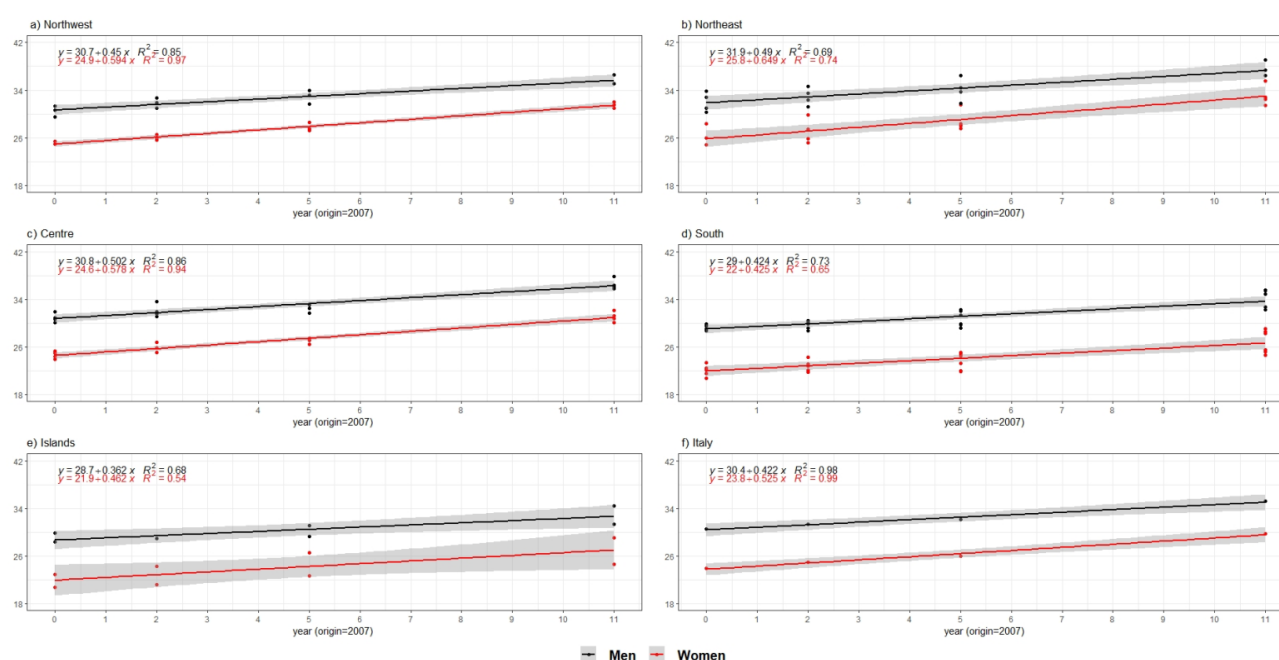 a) Northwest
42
34
26
18
y = 30.7+0.45 x R² = 0.85
y = 24.9+0.594 x R² = 0.97
0 1 2 3 4 5 6 7 8 9 10 11
year (origin=2007)
b) Northeast
42
34
26
18
y = 31.9+0.49 x R² = 0.69
y = 25.8+0.649 x R² = 0.74
0 1 2 3 4 5 6 7 8 9 10 11
year (origin=2007)
c) Centre
42
34
26
18
y = 30.8+0.502 x R² = 0.86
y = 24.6+0.578 x R² = 0.94
0 1 2 3 4 5 6 7 8 9 10 11
year (origin=2007)
d) South
42
34
26
18
y = 29+0.424 x R² = 0.73
y = 22+0.425 x R² = 0.65
0 1 2 3 4 5 6 7 8 9 10 11
year (origin=2007)
e) Islands
42
34
26
18
y = 28.7+0.362 x R² = 0.68
y = 21.9+0.462 x R² = 0.54
0 1 2 3 4 5 6 7 8 9 10 11
year (origin=2007)
f) Italy
42
34
26
18
y = 30.4+0.422 x R² = 0.98
y = 23.8+0.525 x R² = 0.99
0 1 2 3 4 5 6 7 8 9 10 11
year (origin=2007)
Men Women